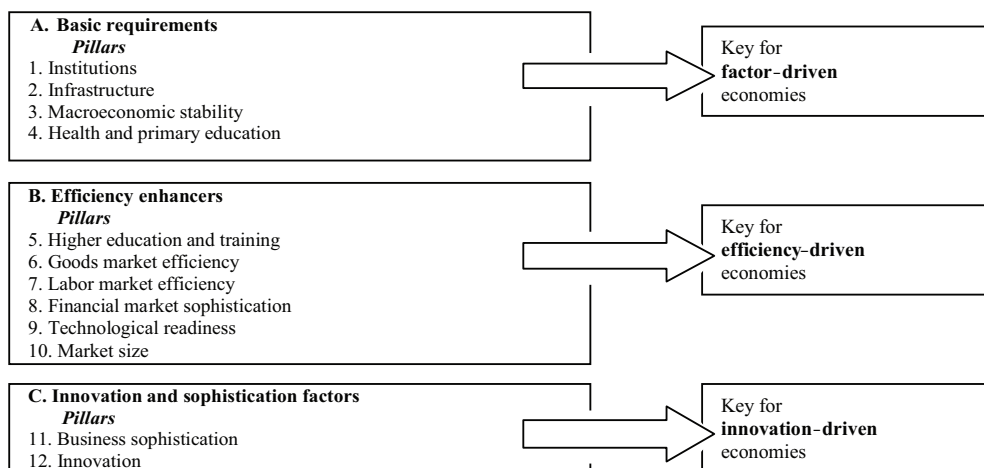 A. Basic requirements
Pillars
1. Institutions
2. Infrastructure
3. Macroeconomic stability
4. Health and primary education
Key for
factor-driven
economies
B. Efficiency enhancers
Pillars
5. Higher education and training
6. Goods market efficiency
7. Labor market efficiency
8. Financial market sophistication
9. Technological readiness
10. Market size
Key for
efficiency-driven
economies
C. Innovation and sophistication factors
Pillars
11. Business sophistication
12. Innovation
Key for
innovation-driven
economies